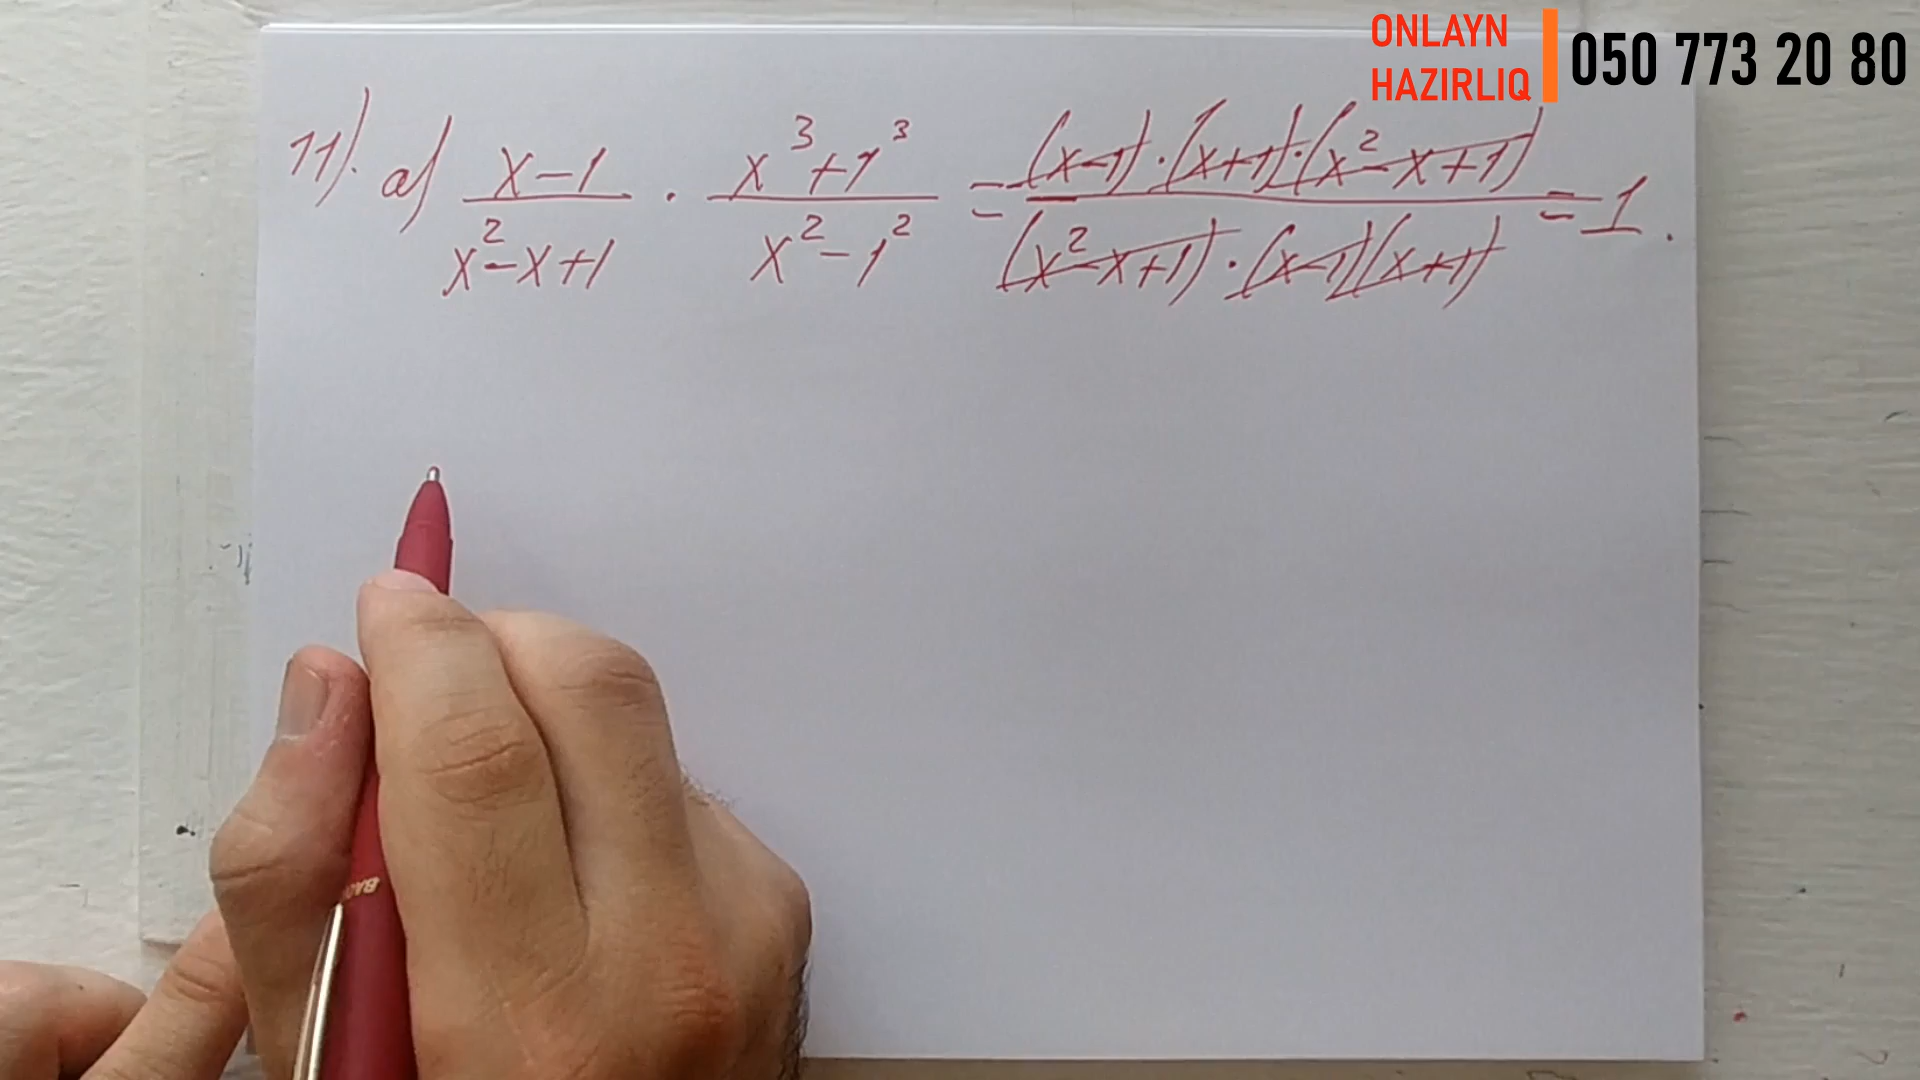 ONLAYN
HAZIRLIQ
050 773 20 80
11). a) (x-1)/(x²-x+1) · (x³+1³)/(x²-1²) = ((x-1)·(x+1)·(x²-x+1))/((x²-x+1)·(x-1)(x+1)) = 1.